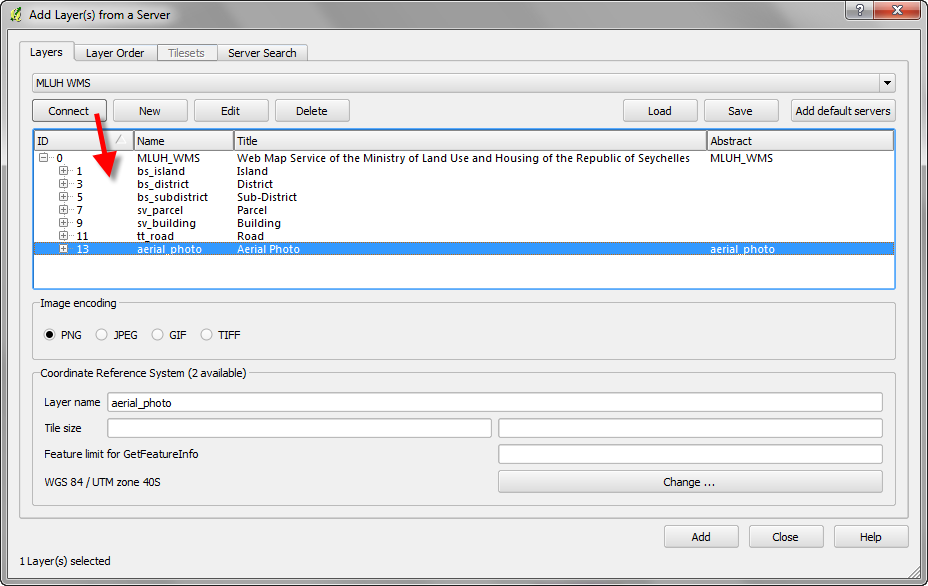 Add Layer(s) from a Server
Layers Layer Order Tilesets Server Search
MLUH WMS
Connect New Edit Delete Load Save Add default servers
ID Name Title Abstract
0 MLUH_WMS Web Map Service of the Ministry of Land Use and Housing of the Republic of Seychelles MLUH_WMS
1 bs_island Island
3 bs_district District
5 bs_subdistrict Sub-District
7 sv_parcel Parcel
9 sv_building Building
11 tt_road Road
13 aerial_photo Aerial Photo aerial_photo
Image encoding
PNG JPEG GIF TIFF
Coordinate Reference System (2 available)
Layer name aerial_photo
Tile size
Feature limit for GetFeatureInfo
WGS 84 / UTM zone 40S Change ...
Add Close Help
1 Layer(s) selected